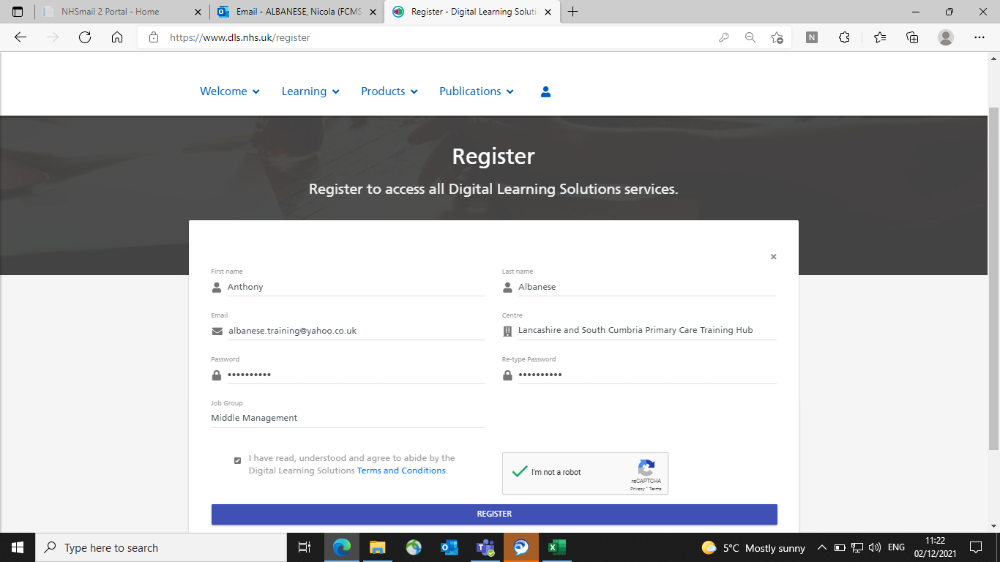 NHSmail 2 Portal - Home
Email - ALBANESE, Nicola (FCMS
Register - Digital Learning Soluti
https://www.dls.nhs.uk/register
N
Welcome
Learning
Products
Publications
Register
Register to access all Digital Learning Solutions services.
×
First name
Anthony
Last name
Albanese
Email
albanese.training@yahoo.co.uk
Centre
Lancashire and South Cumbria Primary Care Training Hub
Password
••••••••••
Re-type Password
••••••••••
Job Group
Middle Management
I have read, understood and agree to abide by the
Digital Learning Solutions Terms and Conditions.
I'm not a robot
reCAPTCHA
Privacy - Terms
REGISTER
Type here to search
5°C Mostly sunny
ENG
11:22
02/12/2021